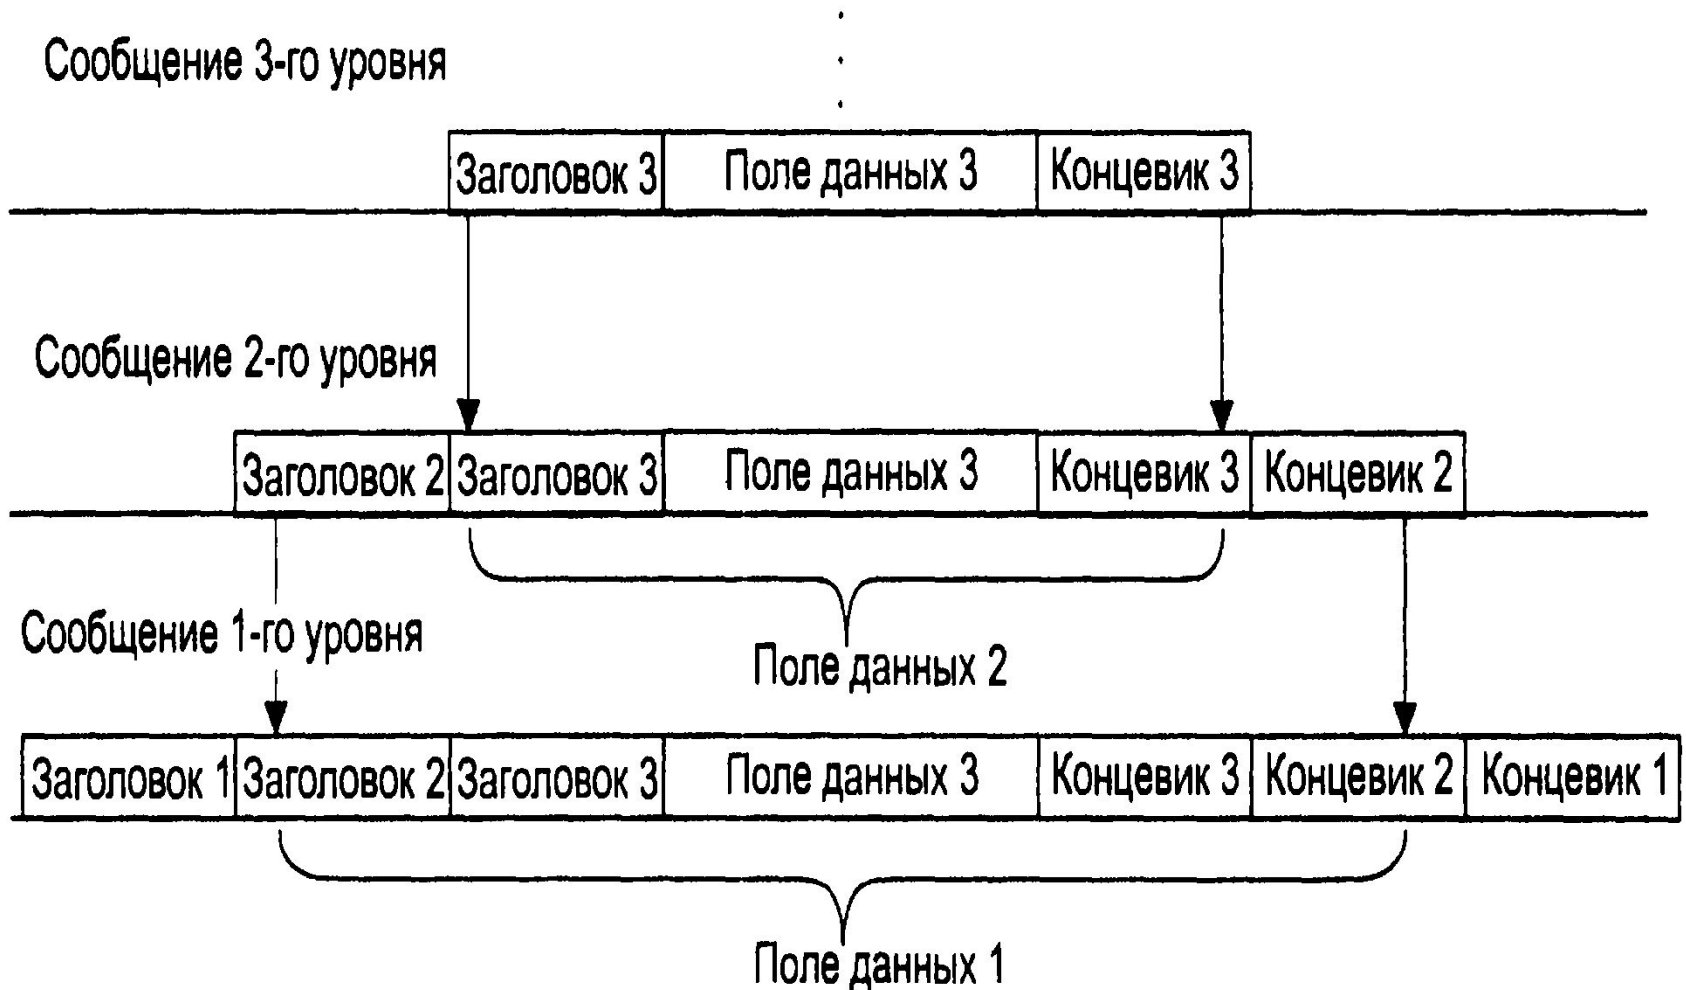 Сообщение 3-го уровня
Заголовок 3 Поле данных 3 Концевик 3
Сообщение 2-го уровня
Заголовок 2 Заголовок 3 Поле данных 3 Концевик 3 Концевик 2
Сообщение 1-го уровня
Поле данных 2
Заголовок 1 Заголовок 2 Заголовок 3 Поле данных 3 Концевик 3 Концевик 2 Концевик 1
Поле данных 1